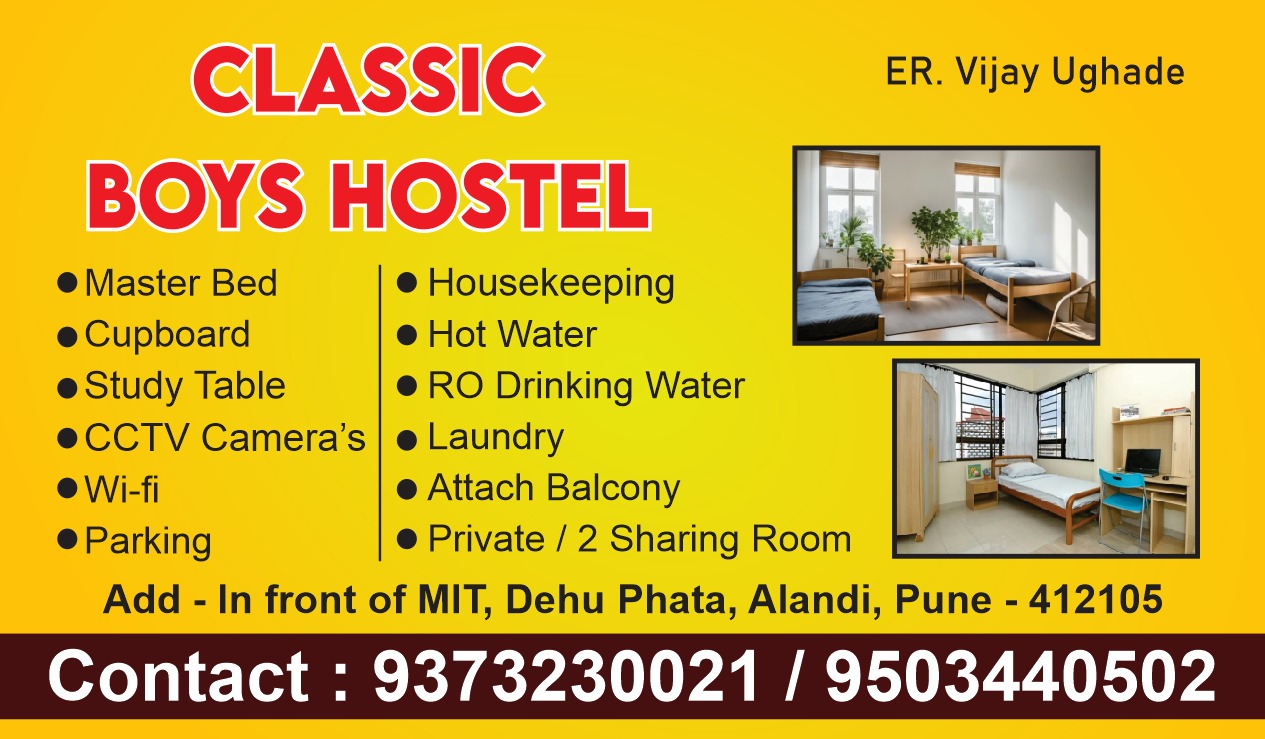 CLASSIC
BOYS HOSTEL
ER. Vijay Ughade
● Master Bed
● Cupboard
● Study Table
● CCTV Camera’s
● Wi-fi
● Parking
● Housekeeping
● Hot Water
● RO Drinking Water
● Laundry
● Attach Balcony
● Private / 2 Sharing Room
Add - In front of MIT, Dehu Phata, Alandi, Pune - 412105
Contact : 9373230021 / 9503440502